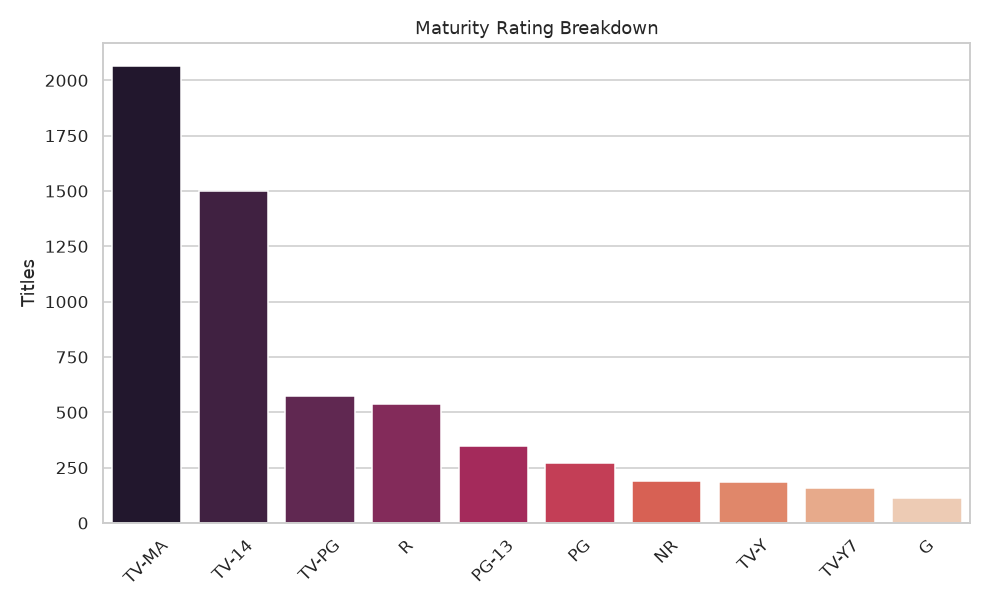 Maturity Rating Breakdown
Titles
2000
1750
1500
1250
1000
750
500
250
0
TV-MA
TV-14
TV-PG
R
PG-13
PG
NR
TV-Y
TV-Y7
G